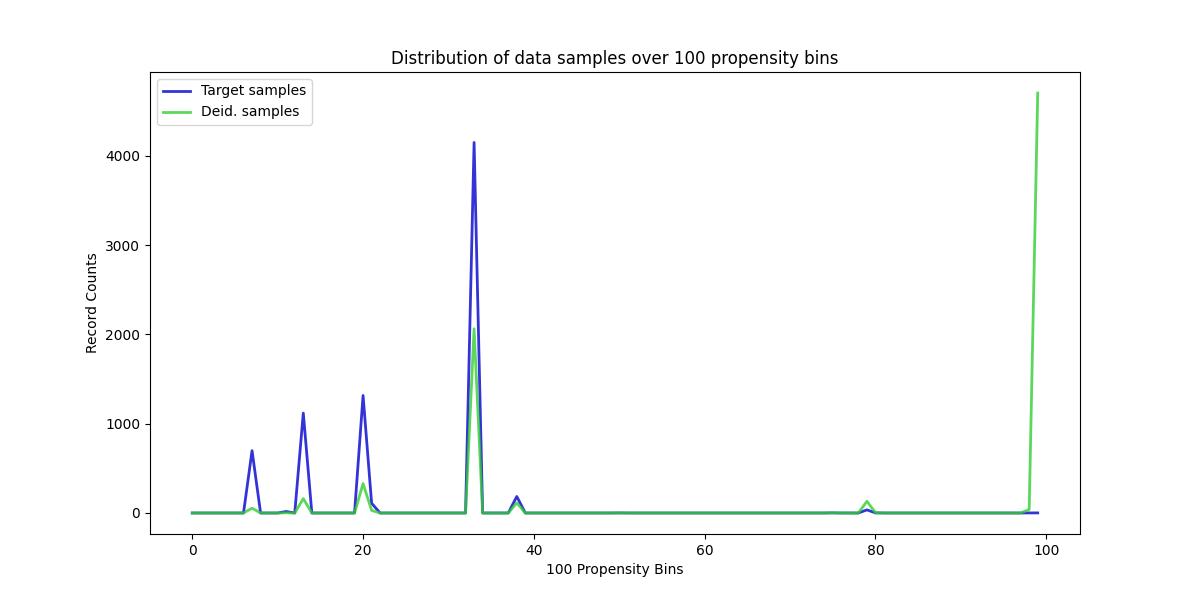 Distribution of data samples over 100 propensity bins
Target samples
Deid. samples
Record Counts
4000
3000
2000
1000
0
0 20 40 60 80 100
100 Propensity Bins